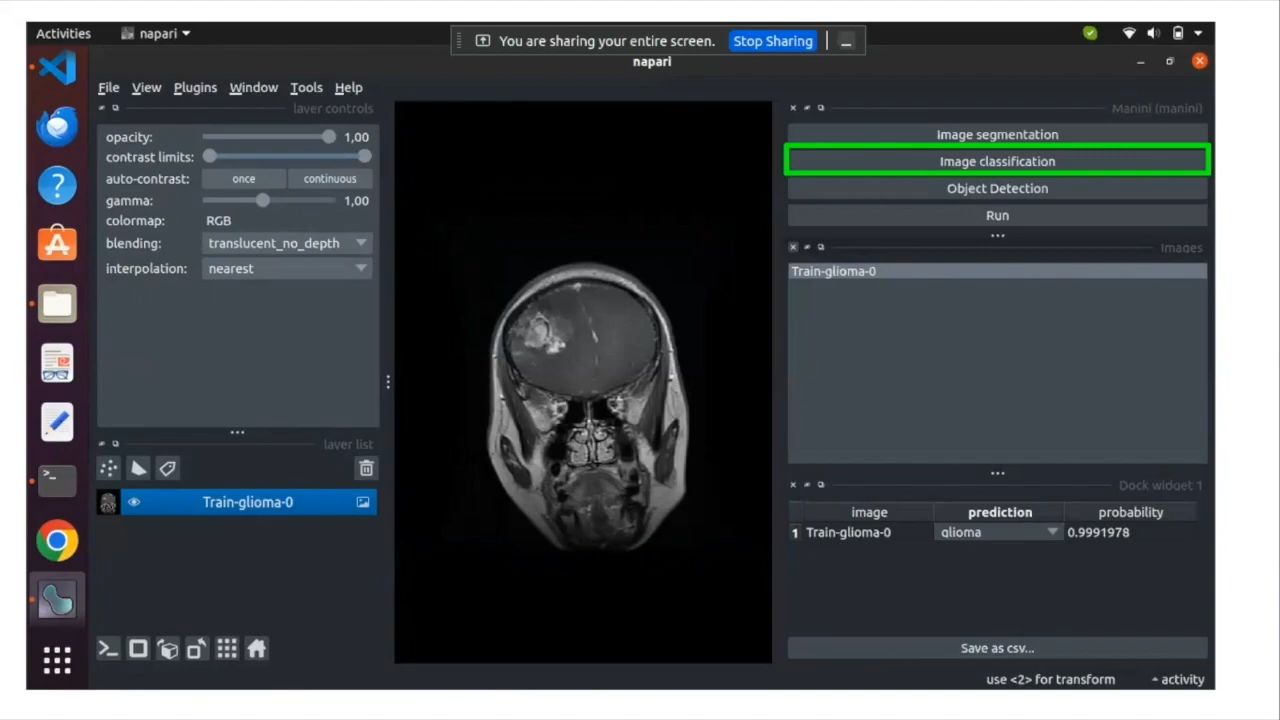 Activities
napari
You are sharing your entire screen.
Stop Sharing
napari
File View Plugins Window Tools Help
layer controls
opacity: 1,00
contrast limits:
auto-contrast: once continuous
gamma: 1,00
colormap: RGB
blending: translucent_no_depth
interpolation: nearest
layer list
Train-glioma-0
Manini (manini)
Image segmentation
Image classification
Object Detection
Run
Images
Train-glioma-0
Dock widget 1
image prediction probability
1 Train-glioma-0 glioma 0.9991978
Save as csv...
use <2> for transform
activity